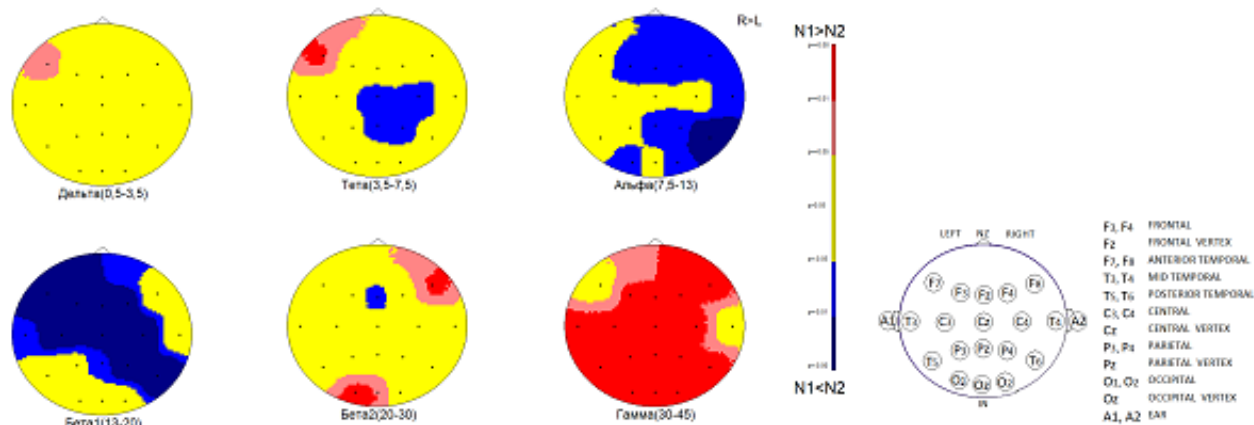 R>L
N1>N2
Дельта(0,5-3,5)
Тета(3,5-7,5)
Альфа(7,5-13)
Бета1(13-20)
Бета2(20-30)
Гамма(30-45)
N1<N2
LEFT NZ RIGHT
F7 F3 Fz F4 F8
A1 T3 C3 Cz C4 T4 A2
T5 P3 Pz P4 T6
O2 Oz O2
IN
F3, F4 FRONTAL
Fz FRONTAL VERTEX
F7, F8 ANTERIOR TEMPORAL
T3, T4 MID TEMPORAL
T5, T6 POSTERIOR TEMPORAL
C3, C4 CENTRAL
Cz CENTRAL VERTEX
P3, P4 PARIETAL
Pz PARIETAL VERTEX
O1, O2 OCCIPITAL
Oz OCCIPITAL VERTEX
A1, A2 EAR